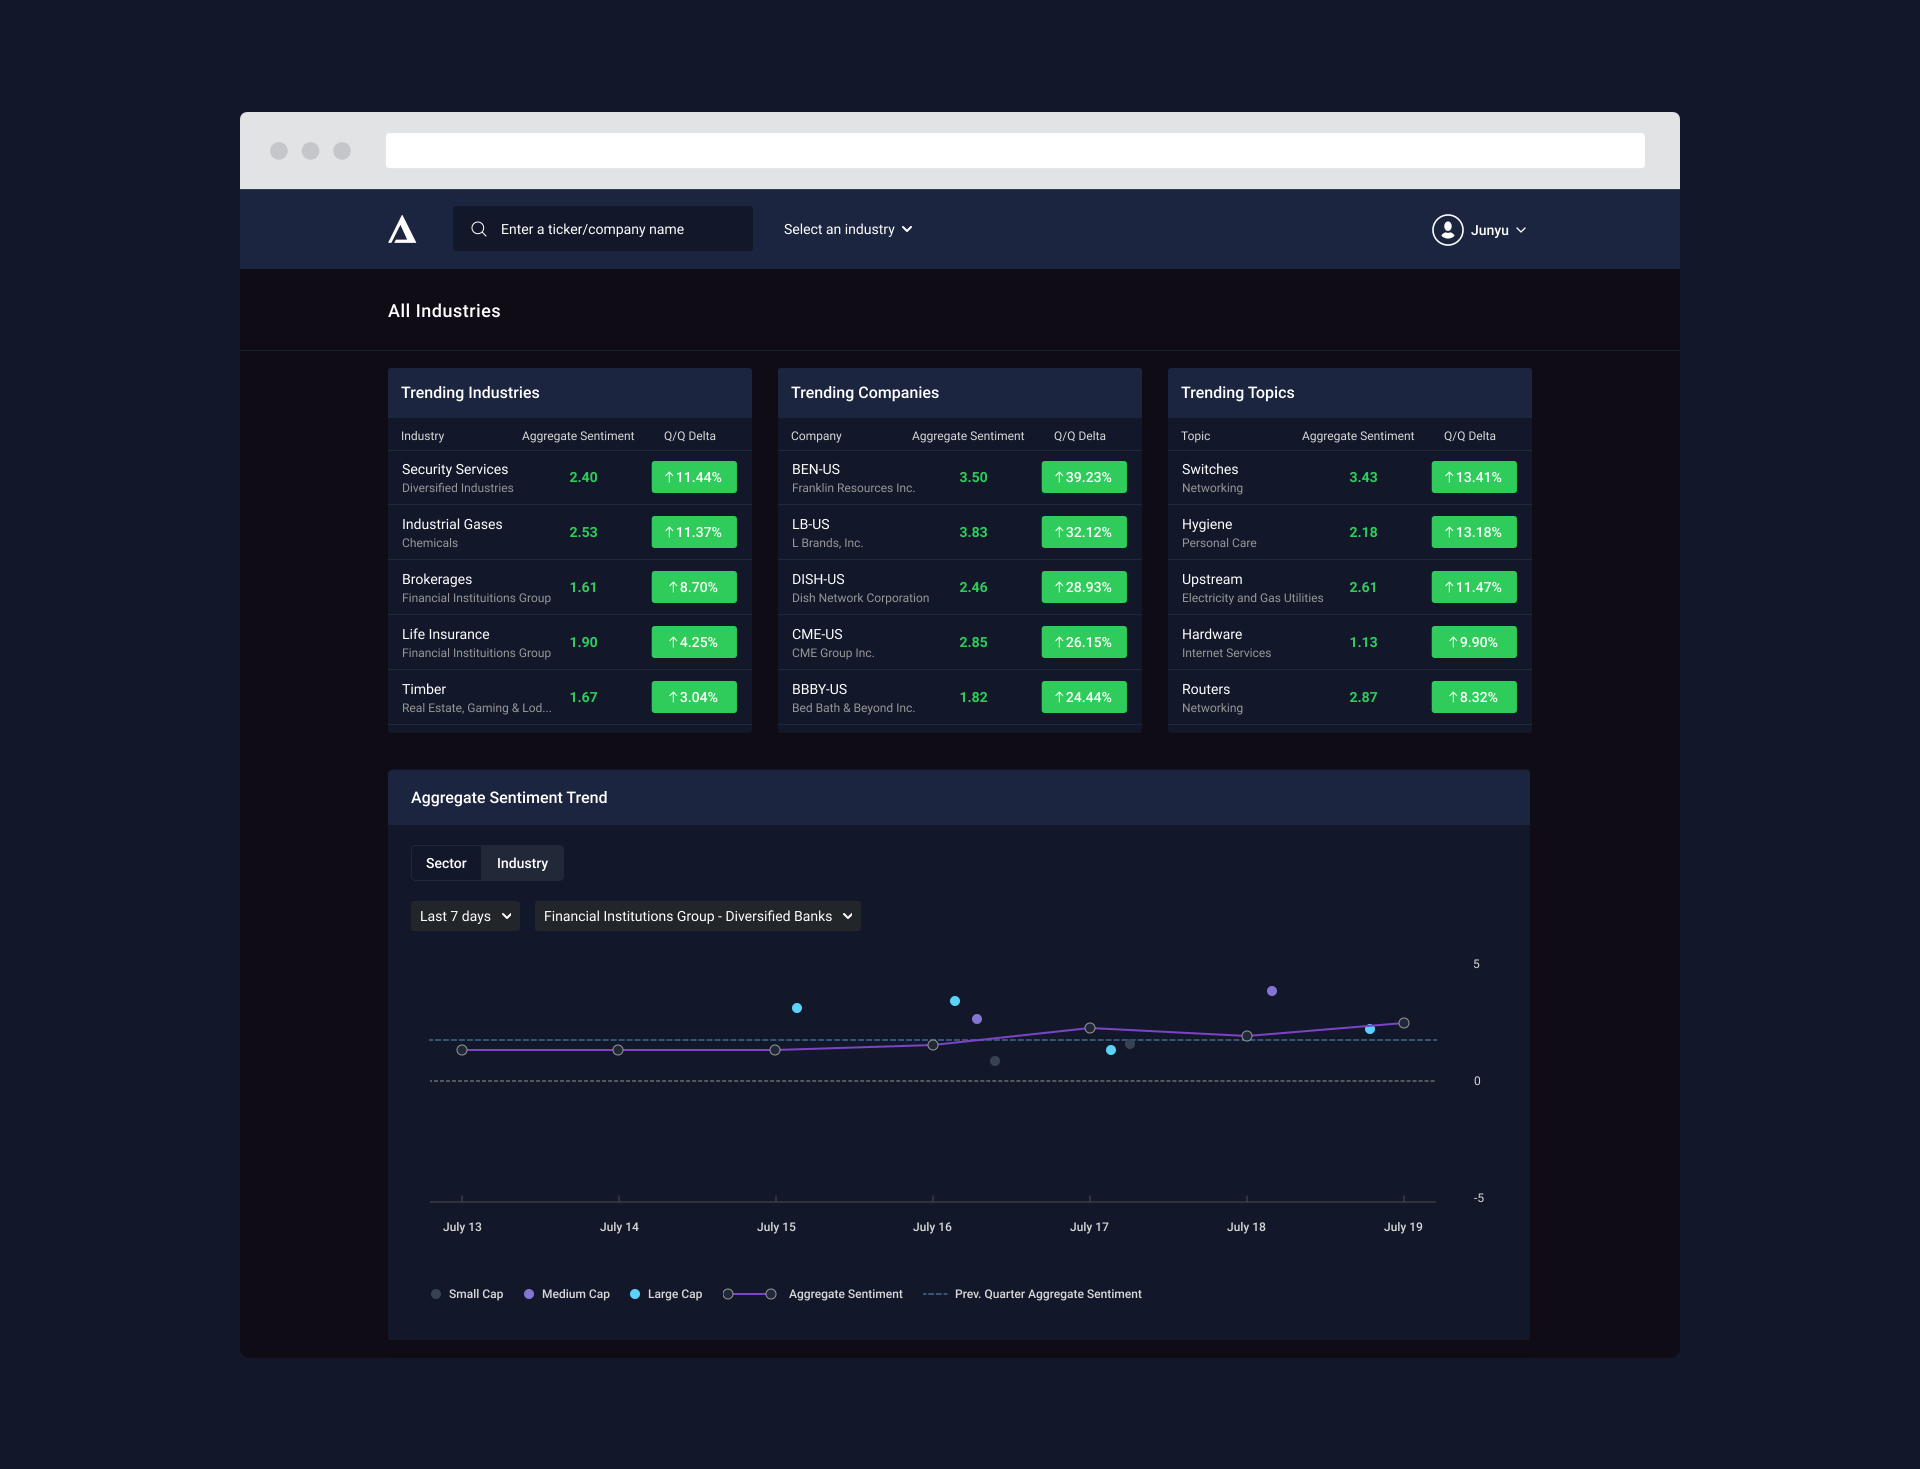 Enter a ticker/company name
Select an industry
Junyu
All Industries
Trending Industries
Industry Aggregate Sentiment Q/Q Delta
Security Services
Diversified Industries
2.40 ↑11.44%
Industrial Gases
Chemicals
2.53 ↑11.37%
Brokerages
Financial Instituitions Group
1.61 ↑8.70%
Life Insurance
Financial Instituitions Group
1.90 ↑4.25%
Timber
Real Estate, Gaming & Lod...
1.67 ↑3.04%
Trending Companies
Company Aggregate Sentiment Q/Q Delta
BEN-US
Franklin Resources Inc.
3.50 ↑39.23%
LB-US
L Brands, Inc.
3.83 ↑32.12%
DISH-US
Dish Network Corporation
2.46 ↑28.93%
CME-US
CME Group Inc.
2.85 ↑26.15%
BBBY-US
Bed Bath & Beyond Inc.
1.82 ↑24.44%
Trending Topics
Topic Aggregate Sentiment Q/Q Delta
Switches
Networking
3.43 ↑13.41%
Hygiene
Personal Care
2.18 ↑13.18%
Upstream
Electricity and Gas Utilities
2.61 ↑11.47%
Hardware
Internet Services
1.13 ↑9.90%
Routers
Networking
2.87 ↑8.32%
Aggregate Sentiment Trend
Sector Industry
Last 7 days Financial Institutions Group - Diversified Banks
5
0
-5
July 13 July 14 July 15 July 16 July 17 July 18 July 19
Small Cap Medium Cap Large Cap Aggregate Sentiment Prev. Quarter Aggregate Sentiment